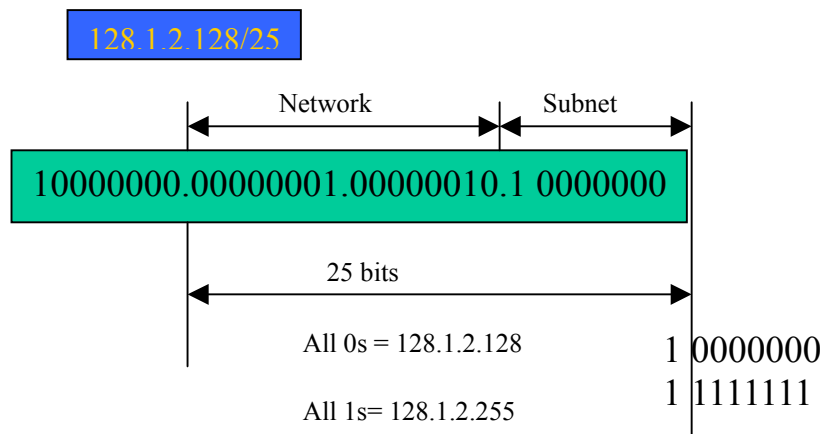 128.1.2.128/25
Network Subnet
10000000.00000001.00000010.1 0000000
25 bits
All 0s = 128.1.2.128
1 0000000
1 1111111
All 1s= 128.1.2.255